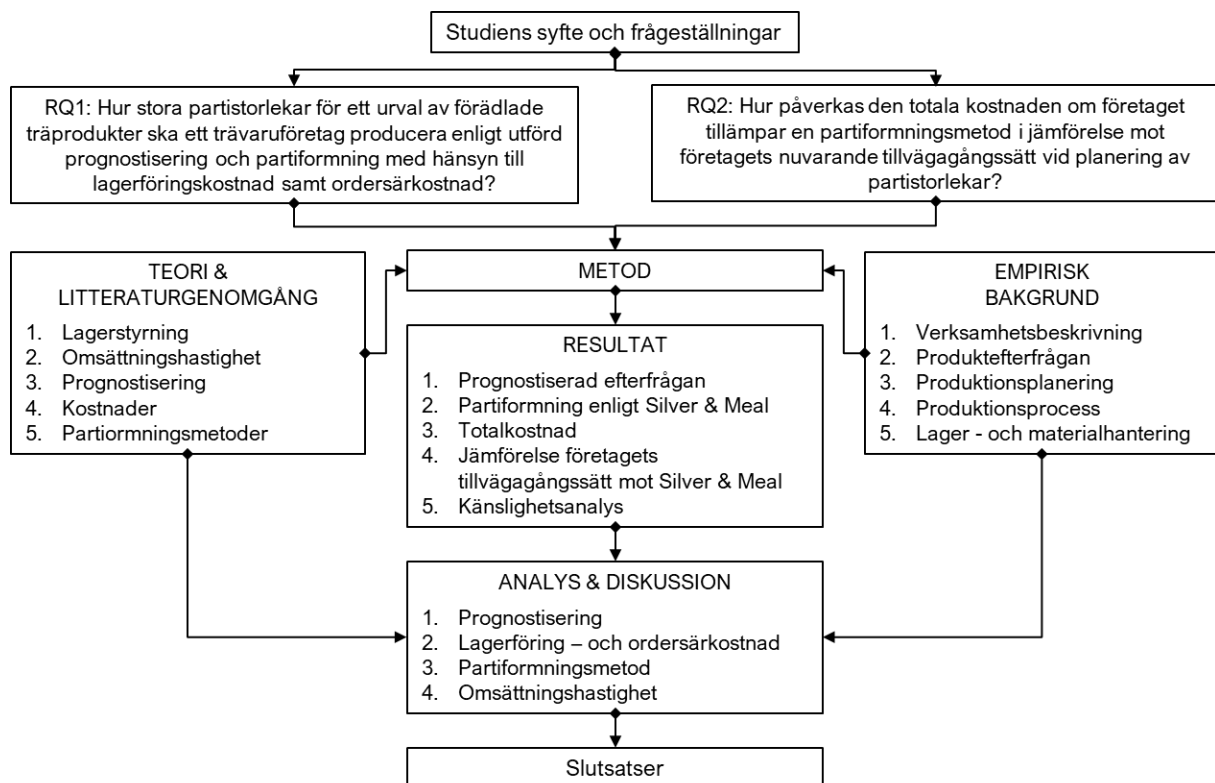 Studiens syfte och frågeställningar
RQ1: Hur stora partistorlekar för ett urval av förädlade
träprodukter ska ett trävaruföretag producera enligt utförd
prognostisering och partiformning med hänsyn till
lagerföringskostnad samt ordersärkostnad?
RQ2: Hur påverkas den totala kostnaden om företaget
tillämpar en partiformningsmetod i jämförelse mot
företagets nuvarande tillvägagångssätt vid planering av
partistorlekar?
TEORI &
LITTERATURGENOMGÅNG
1. Lagerstyrning
2. Omsättningshastighet
3. Prognostisering
4. Kostnader
5. Partiormningsmetoder
METOD
EMPIRISK
BAKGRUND
1. Verksamhetsbeskrivning
2. Produktefterfrågan
3. Produktionsplanering
4. Produktionsprocess
5. Lager - och materialhantering
RESULTAT
1. Prognostiserad efterfrågan
2. Partiformning enligt Silver & Meal
3. Totalkostnad
4. Jämförelse företagets
tillvägagångssätt mot Silver & Meal
5. Känslighetsanalys
ANALYS & DISKUSSION
1. Prognostisering
2. Lagerföring – och ordersärkostnad
3. Partiformningsmetod
4. Omsättningshastighet
Slutsatser